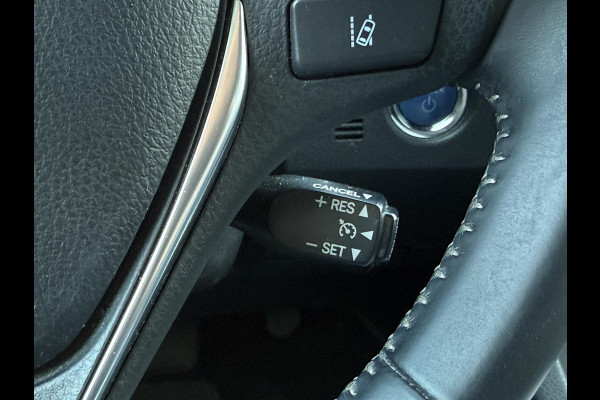 CANCEL▼
+ RES▲
◀
− SET▼